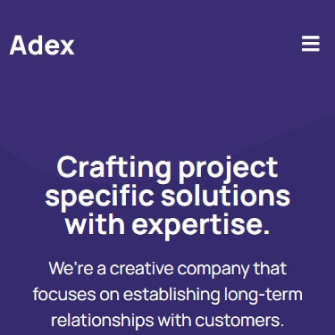 Adex
Crafting project
specific solutions
with expertise.
We're a creative company that
focuses on establishing long-term
relationships with customers.